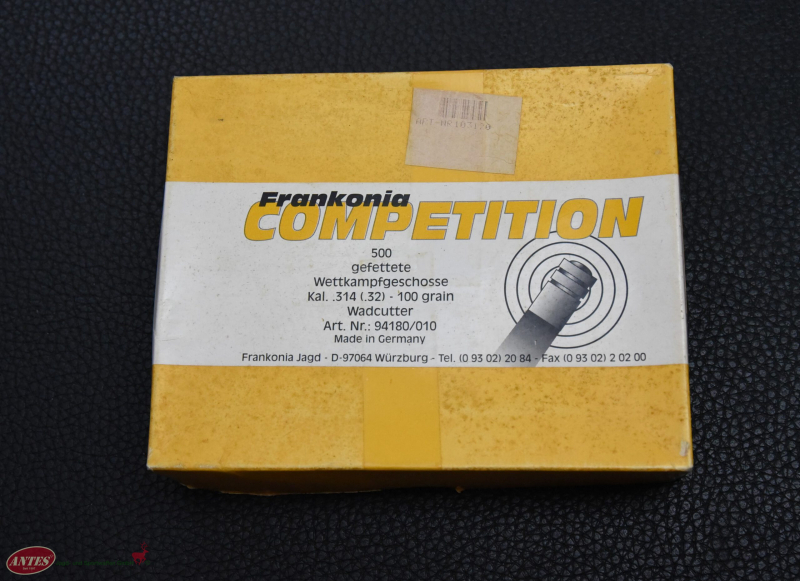 Frankonia
COMPETITION
500
gefettete
Wettkampfgeschosse
Kal. .314 (.32) - 100 grain
Wadcutter
Art. Nr.: 94180/010
Made in Germany
Frankonia Jagd - D-97064 Würzburg - Tel. (0 93 02) 20 84 - Fax (0 93 02) 2 02 00
ANTES